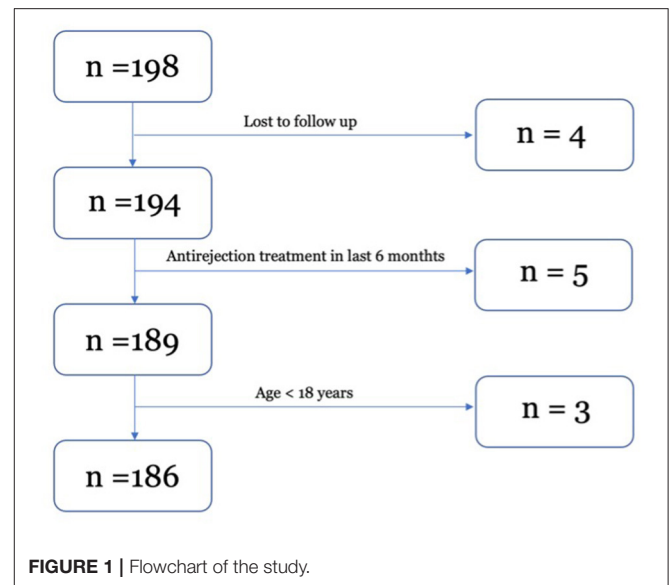 n =198
Lost to follow up
n = 4
n =194
Antirejection treatment in last 6 monthts
n = 5
n =189
Age < 18 years
n = 3
n =186
FIGURE 1 | Flowchart of the study.